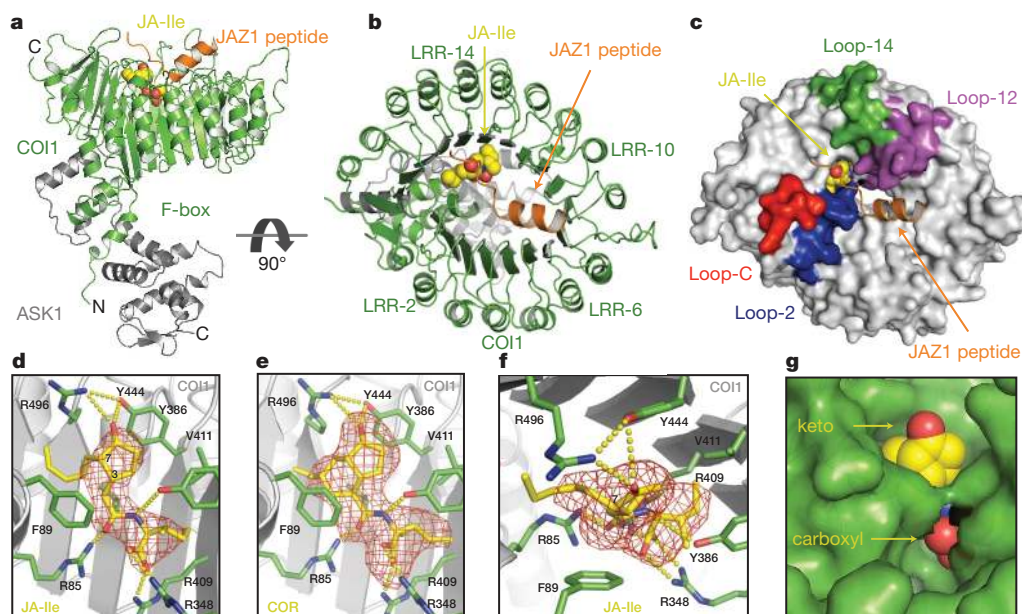 a
JA-Ile
JAZ1 peptide
C
COI1
F-box
90°
N
ASK1
C
b
JA-Ile
LRR-14
JAZ1 peptide
LRR-10
LRR-2
LRR-6
COI1
c
Loop-14
JA-Ile
Loop-12
Loop-C
Loop-2
JAZ1 peptide
d
COI1
Y444
R496
Y386
V411
7
3
F89
R85
R409
R348
JA-Ile
e
COI1
Y444
R496
Y386
V411
F89
R85
R409
R348
COR
f
COI1
R496
Y444
V411
R409
R85
Y386
F89
R348
JA-Ile
g
keto
carboxyl